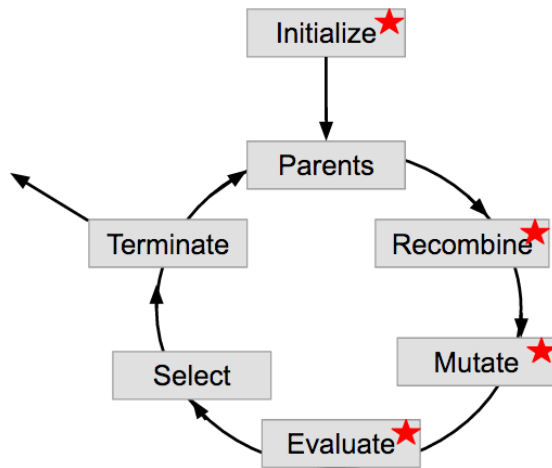 Initialize
Parents
Recombine
Mutate
Evaluate
Select
Terminate